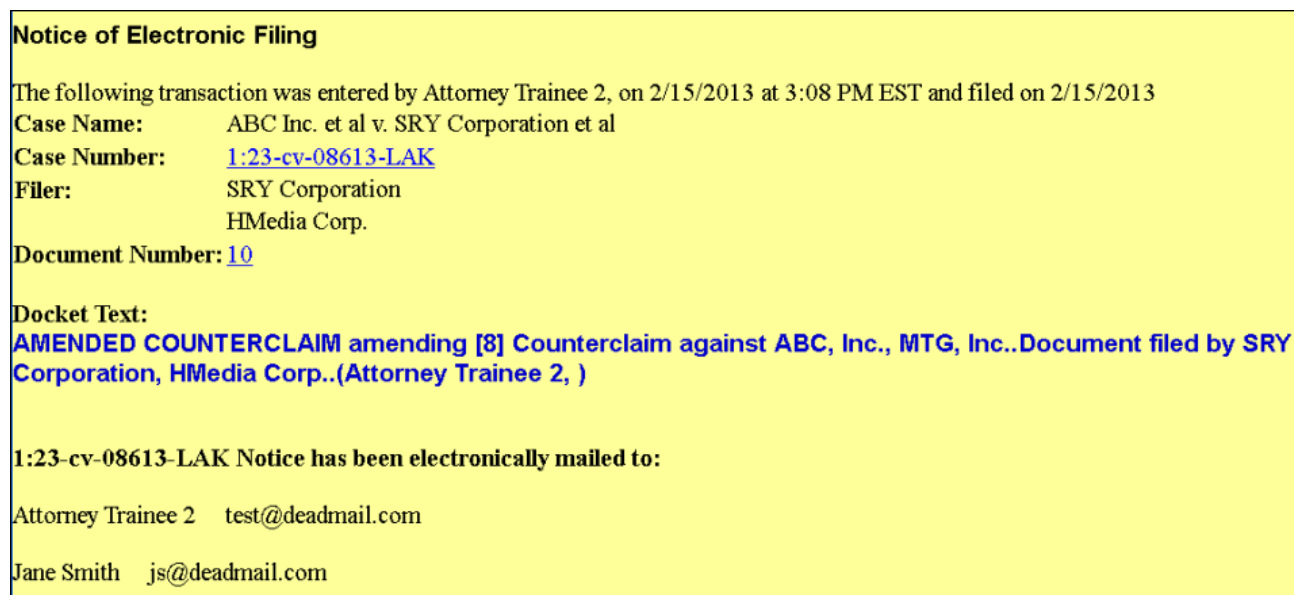 Notice of Electronic Filing
The following transaction was entered by Attorney Trainee 2, on 2/15/2013 at 3:08 PM EST and filed on 2/15/2013
Case Name: ABC Inc. et al v. SRY Corporation et al
Case Number: 1:23-cv-08613-LAK
Filer: SRY Corporation
HMedia Corp.
Document Number: 10
Docket Text:
AMENDED COUNTERCLAIM amending [8] Counterclaim against ABC, Inc., MTG, Inc..Document filed by SRY
Corporation, HMedia Corp..(Attorney Trainee 2, )
1:23-cv-08613-LAK Notice has been electronically mailed to:
Attorney Trainee 2 test@deadmail.com
Jane Smith js@deadmail.com